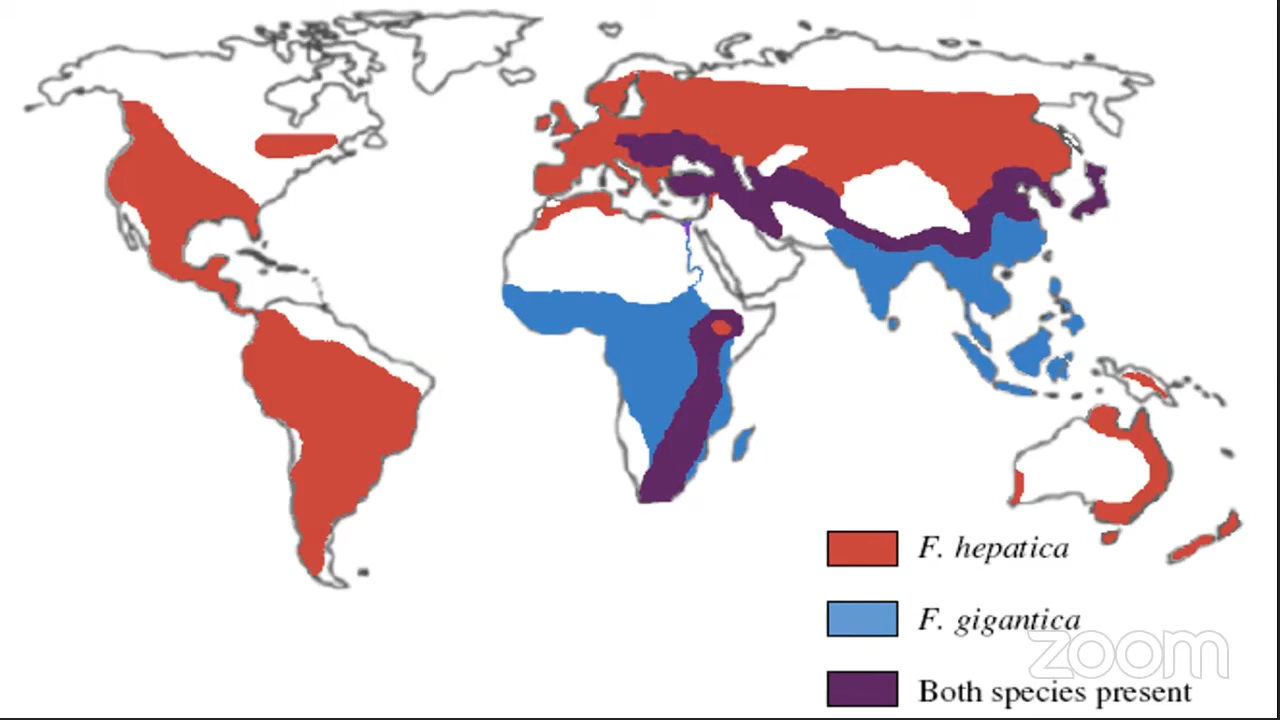 F. hepatica
F. gigantica
zoom
Both species present